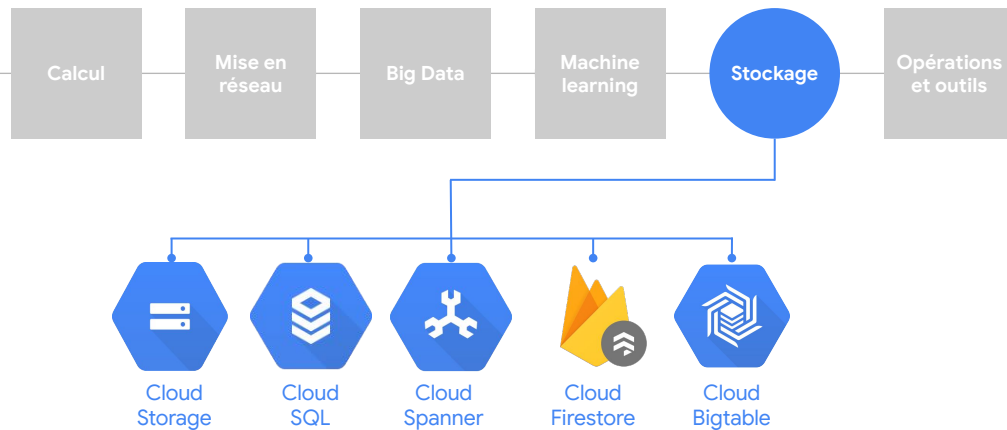 Calcul
Mise en
réseau
Big Data
Machine
learning
Stockage
Opérations
et outils
Cloud
Storage
Cloud
SQL
Cloud
Spanner
Cloud
Firestore
Cloud
Bigtable